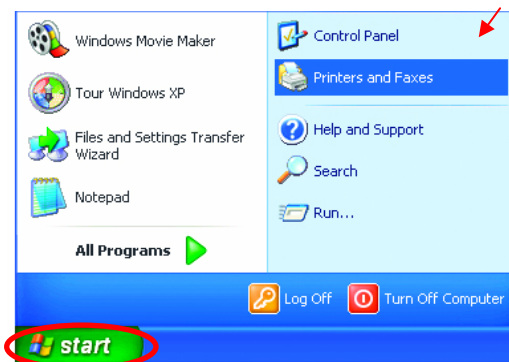 Windows Movie Maker
Tour Windows XP
Files and Settings Transfer
Wizard
Notepad
All Programs
Control Panel
Printers and Faxes
Help and Support
Search
Run...
Log Off
Turn Off Computer
start